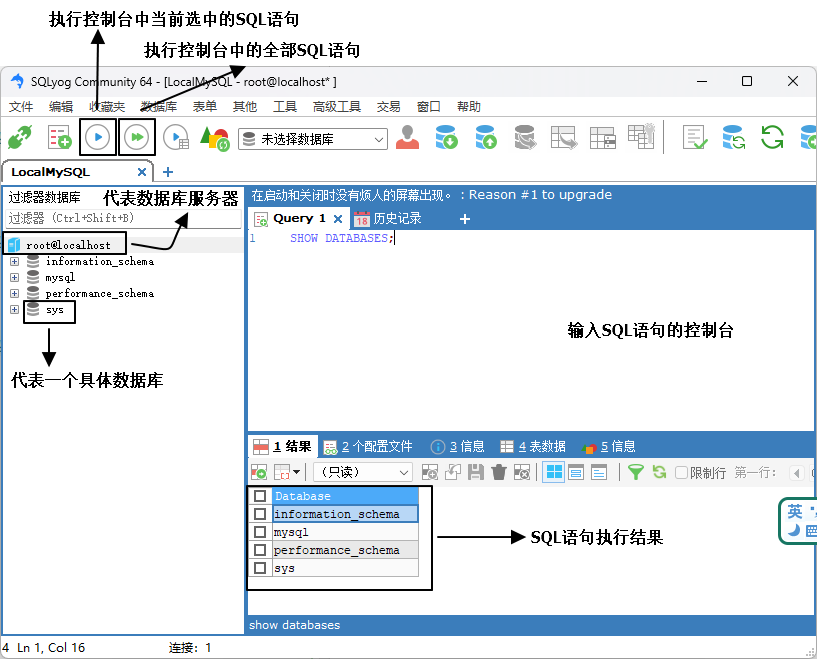 执行控制台中当前选中的SQL语句
执行控制台中的全部SQL语句
SQLyog Community 64 - [LocalMySQL - root@localhost* ]
文件 编辑 收藏夹 数据库 表单 其他 工具 高级工具 交易 窗口 帮助
未选择数据库
LocalMySQL
过滤器数据库
代表数据库服务器
过滤器 (Ctrl+Shift+B)
root@localhost
information_schema
mysql
performance_schema
sys
代表一个具体数据库
在启动和关闭时没有烦人的屏幕出现。 : Reason #1 to upgrade
Query 1 18 历史记录
1 SHOW DATABASES;
输入SQL语句的控制台
1 结果 2 个配置文件 3 信息 4 表数据 5 信息
(只读) 限制行 第一行:
Database
information_schema
mysql
performance_schema
sys
SQL语句执行结果
英
show databases
4 Ln 1, Col 16 连接: 1